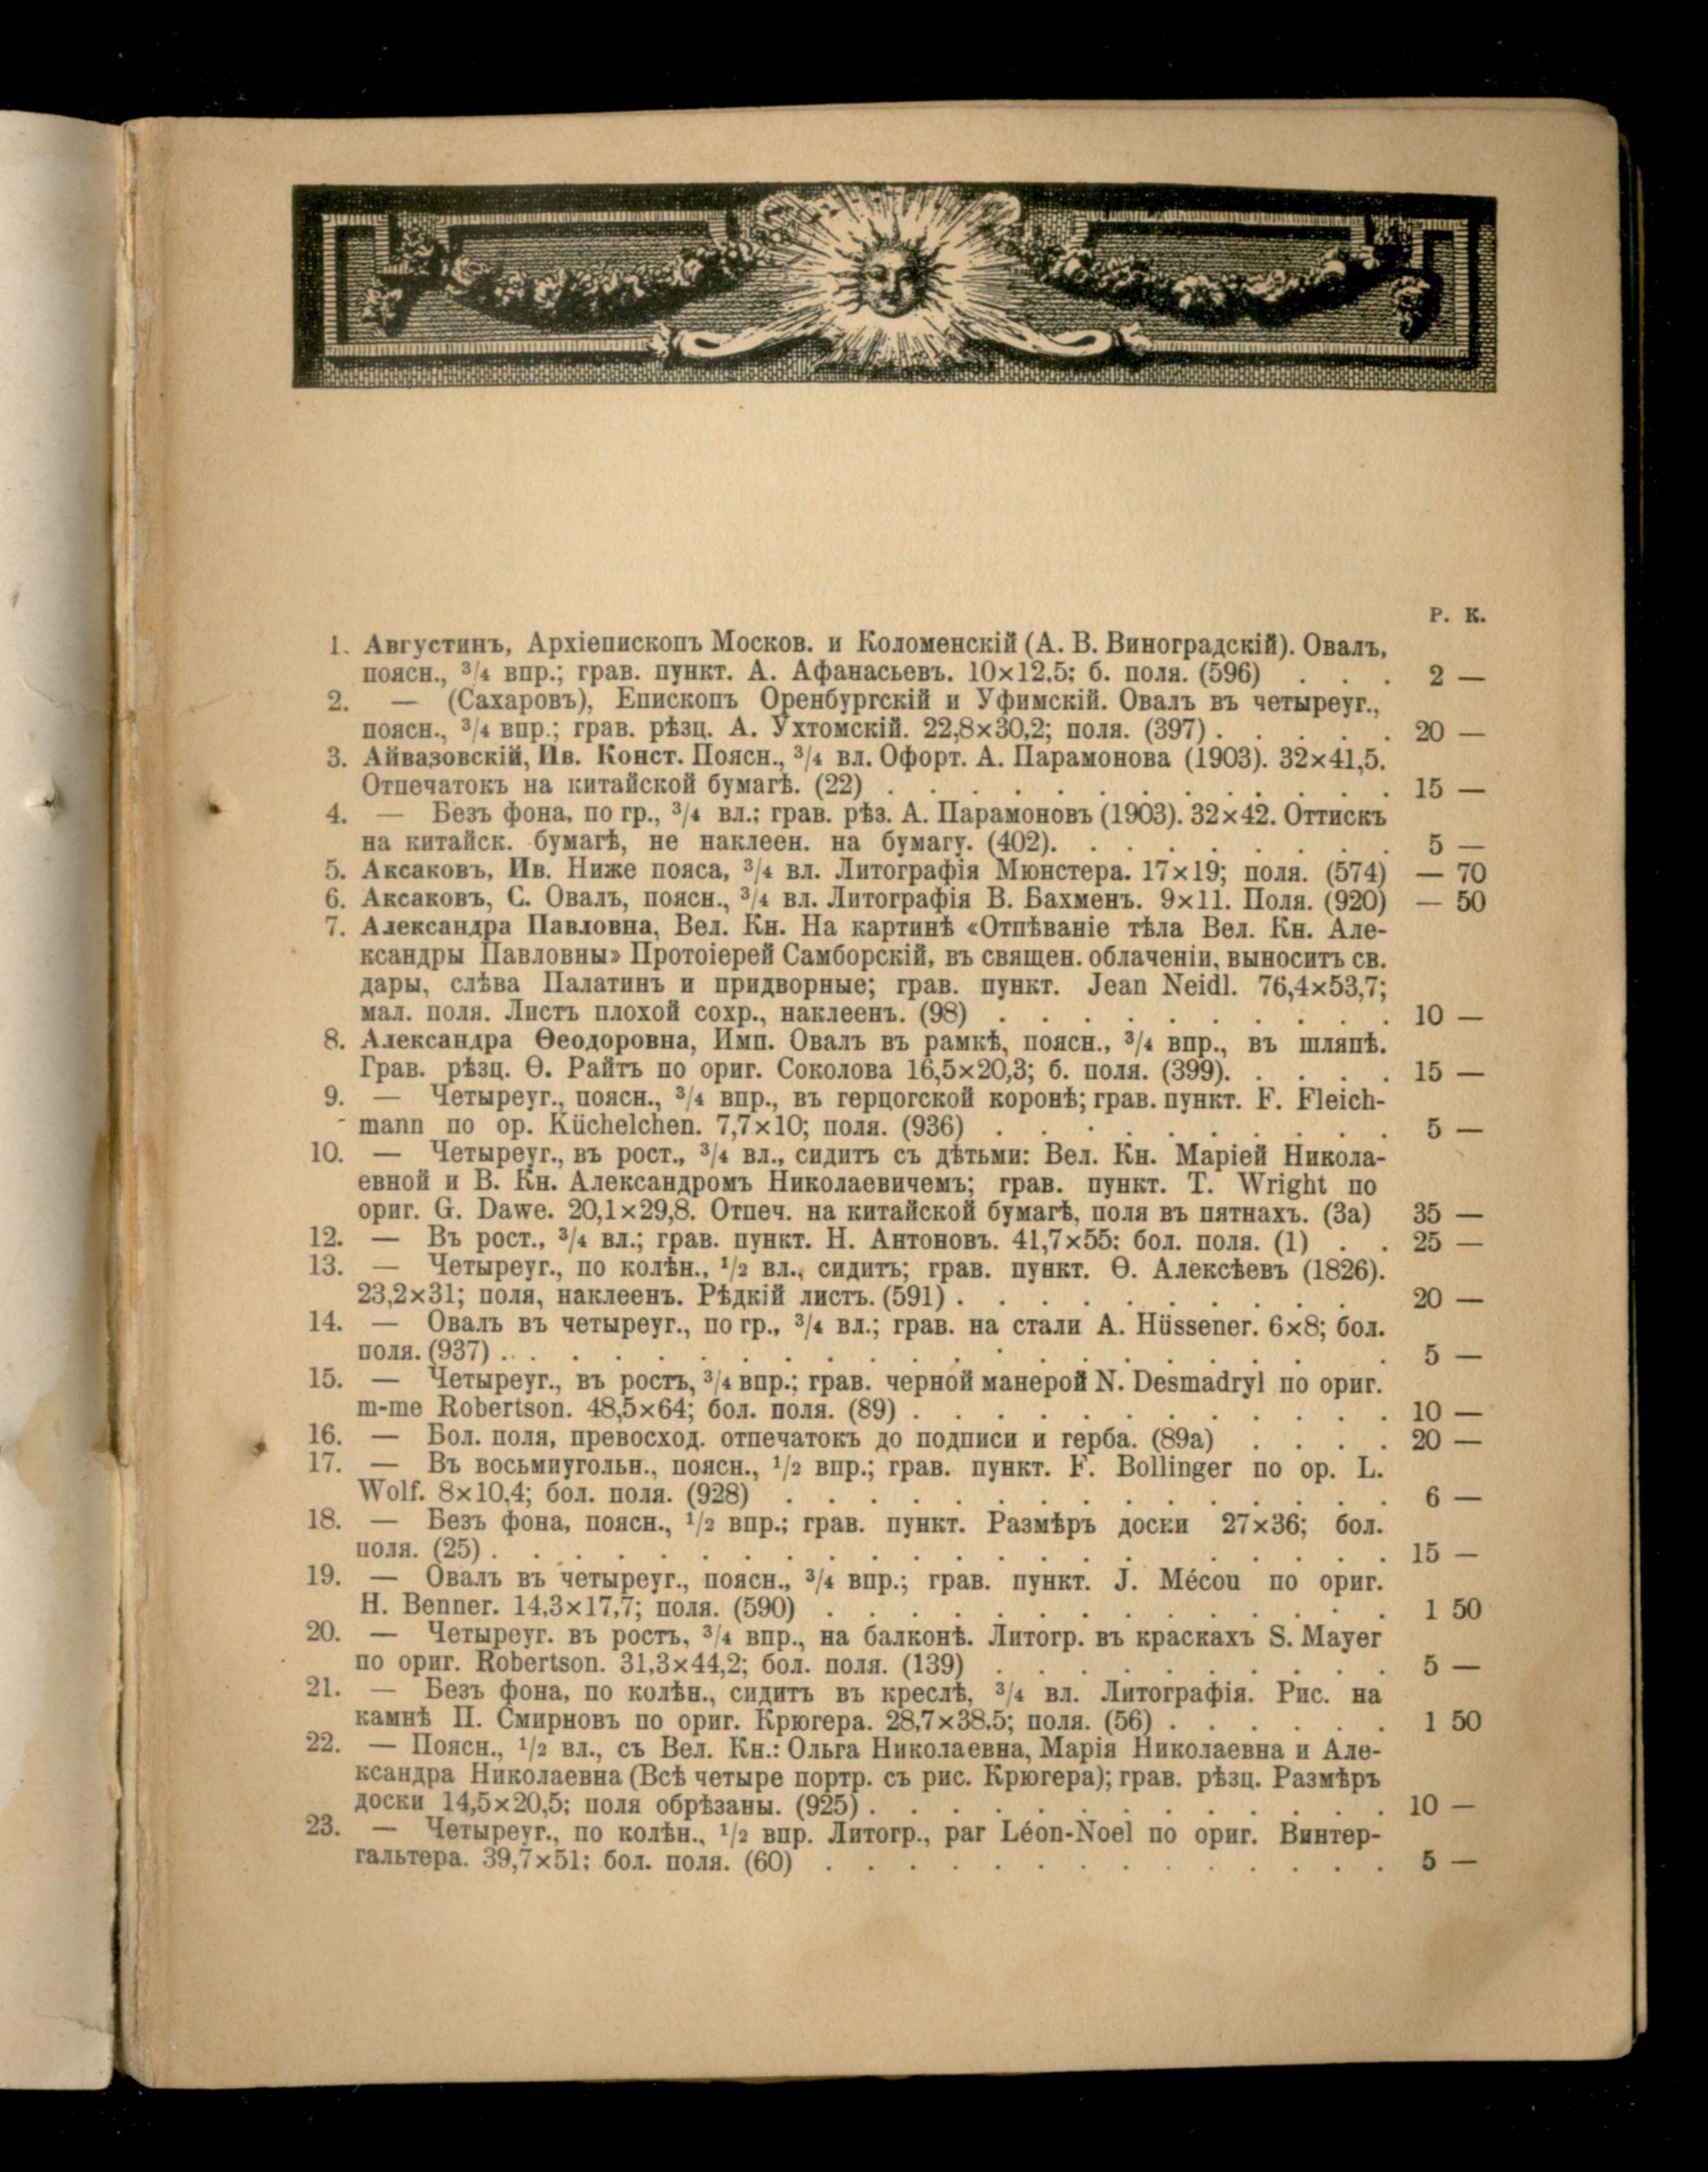 Р. К.
1. Августинъ, Архіепископъ Москов. и Коломенскій (А. В. Виноградскій). Овалъ,
поясн., ³/₄ впр.; грав. пункт. А. Афанасьевъ. 10×12,5; б. поля. (596) . . . 2 —
2. — (Сахаровъ), Епископъ Оренбургскій и Уфимскій. Овалъ въ четыреуг.,
поясн., ³/₄ впр.; грав. рѣзц. А. Ухтомскій. 22,8×30,2; поля. (397) . . . . . 20 —
3. Айвазовскій, Ив. Конст. Поясн., ³/₄ вл. Офорт. А. Парамонова (1903). 32×41,5.
Отпечатокъ на китайской бумагѣ. (22) . . . . . . . . . . . . 15 —
4. — Безъ фона, по гр., ³/₄ вл.; грав. рѣз. А. Парамоновъ (1903). 32×42. Оттискъ
на китайск. бумагѣ, не наклеен. на бумагу. (402). . . . . . . . . 5 —
5. Аксаковъ, Ив. Ниже пояса, ³/₄ вл. Литографія Мюнстера. 17×19; поля. (574) — 70
6. Аксаковъ, С. Овалъ, поясн., ³/₄ вл. Литографія В. Бахменъ. 9×11. Поля. (920) — 50
7. Александра Павловна, Вел. Кн. На картинѣ «Отпѣваніе тѣла Вел. Кн. Але-
ксандры Павловны» Протоіерей Самборскій, въ священ. облаченіи, выноситъ св.
дары, слѣва Палатинъ и придворные; грав. пункт. Jean Neidl. 76,4×53,7;
мал. поля. Листъ плохой сохр., наклеенъ. (98) . . . . . . . . . . 10 —
8. Александра Ѳеодоровна, Имп. Овалъ въ рамкѣ, поясн., ³/₄ впр., въ шляпѣ.
Грав. рѣзц. Ѳ. Райтъ по ориг. Соколова 16,5×20,3; б. поля. (399). . . . . 15 —
9. — Четыреуг., поясн., ³/₄ впр., въ герцогской коронѣ; грав. пункт. F. Fleich-
mann по ор. Küchelchen. 7,7×10; поля. (936) . . . . . . . . . . 5 —
10. — Четыреуг., въ рост., ³/₄ вл., сидитъ съ дѣтьми: Вел. Кн. Маріей Никола-
евной и В. Кн. Александромъ Николаевичемъ; грав. пункт. T. Wright по
ориг. G. Dawe. 20,1×29,8. Отпеч. на китайской бумагѣ, поля въ пятнахъ. (3а) 35 —
12. — Въ рост., ³/₄ вл.; грав. пункт. Н. Антоновъ. 41,7×55; бол. поля. (1) . . 25 —
13. — Четыреуг., по колѣн., ¹/₂ вл., сидитъ; грав. пункт. Ѳ. Алексѣевъ (1826).
23,2×31; поля, наклеенъ. Рѣдкій листъ. (591) . . . . . . . . . . 20 —
14. — Овалъ въ четыреуг., по гр., ³/₄ вл.; грав. на стали A. Hüssener. 6×8; бол.
поля. (937) . . . . . . . . . . . . . . . . . . . . . 5 —
15. — Четыреуг., въ ростъ, ³/₄ впр.; грав. черной манерой N. Desmadryl по ориг.
m-me Robertson. 48,5×64; бол. поля. (89) . . . . . . . . . . . . 10 —
16. — Бол. поля, превосход. отпечатокъ до подписи и герба. (89а) . . . . 20 —
17. — Въ восьмиугольн., поясн., ¹/₂ впр.; грав. пункт. F. Bollinger по ор. L.
Wolf. 8×10,4; бол. поля. (928) . . . . . . . . . . . . . . . 6 —
18. — Безъ фона, поясн., ¹/₂ впр.; грав. пункт. Размѣръ доски 27×36; бол.
поля. (25) . . . . . . . . . . . . . . . . . . . . . . 15 —
19. — Овалъ въ четыреуг., поясн., ³/₄ впр.; грав. пункт. J. Mécou по ориг.
H. Benner. 14,3×17,7; поля. (590) . . . . . . . . . . . . . . 1 50
20. — Четыреуг. въ ростъ, ³/₄ впр., на балконѣ. Литогр. въ краскахъ S. Mayer
по ориг. Robertson. 31,3×44,2; бол. поля. (139) . . . . . . . . . . 5 —
21. — Безъ фона, по колѣн., сидитъ въ креслѣ, ³/₄ вл. Литографія. Рис. на
камнѣ П. Смирновъ по ориг. Крюгера. 28,7×38,5; поля. (56) . . . . . . 1 50
22. — Поясн., ¹/₂ вл., съ Вел. Кн.: Ольга Николаевна, Марія Николаевна и Але-
ксандра Николаевна (Всѣ четыре портр. съ рис. Крюгера); грав. рѣзц. Размѣръ
доски 14,5×20,5; поля обрѣзаны. (925) . . . . . . . . . . . . . 10 —
23. — Четыреуг., по колѣн., ¹/₂ впр. Литогр., par Léon-Noel по ориг. Винтер-
гальтера. 39,7×51; бол. поля. (60) . . . . . . . . . . . . . . 5 —